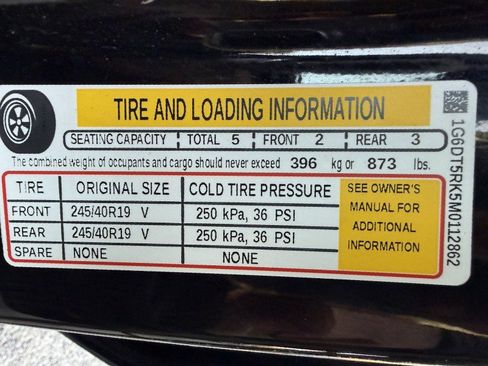 TIRE AND LOADING INFORMATION
SEATING CAPACITY TOTAL 5 FRONT 2 REAR 3
The combined weight of occupants and cargo should never exceed 396 kg or 873 lbs.
TIRE ORIGINAL SIZE COLD TIRE PRESSURE
FRONT 245/40R19 V 250 kPa, 36 PSI
REAR 245/40R19 V 250 kPa, 36 PSI
SPARE NONE NONE
SEE OWNER'S
MANUAL FOR
ADDITIONAL
INFORMATION
1G6DT5RK5M0112862